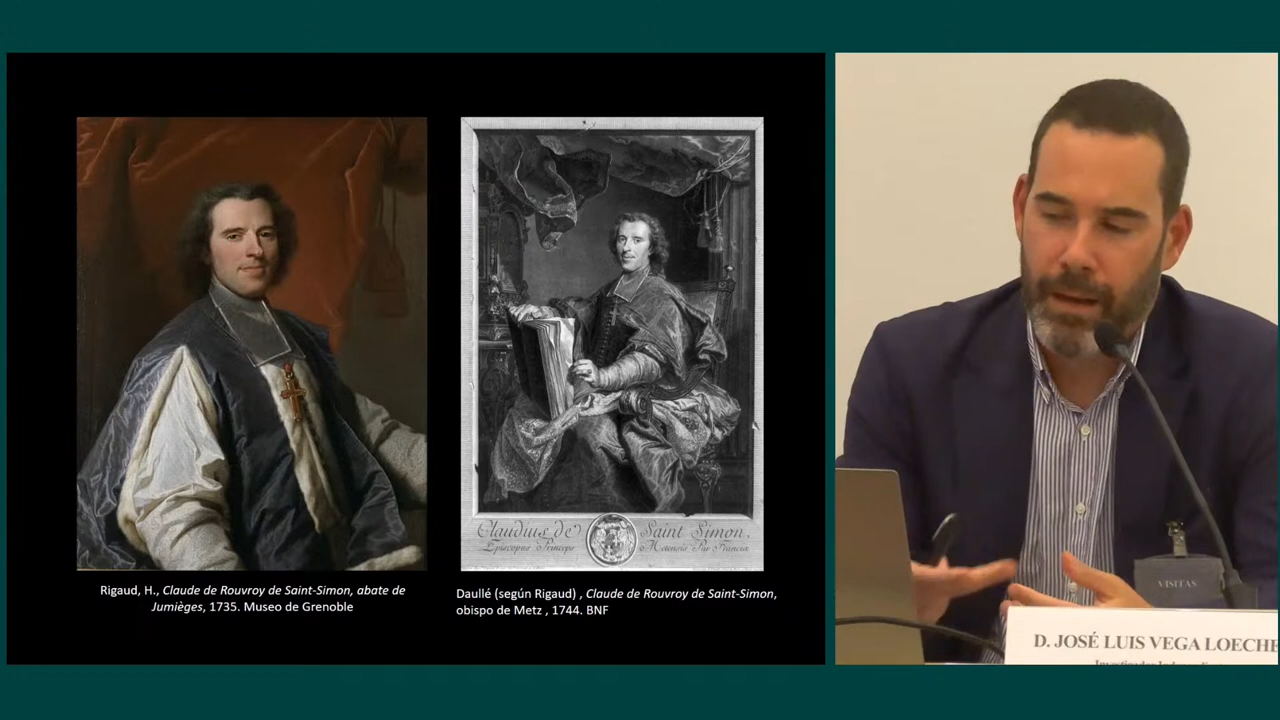 Rigaud, H., Claude de Rouvroy de Saint-Simon, abate de
Jumièges, 1735. Museo de Grenoble
Claudius de Saint Simon,
Episcopus Princeps Metensis Par Franciæ
Daullé (según Rigaud) , Claude de Rouvroy de Saint-Simon,
obispo de Metz , 1744. BNF
VISITAS
D. JOSÉ LUIS VEGA LOECHE